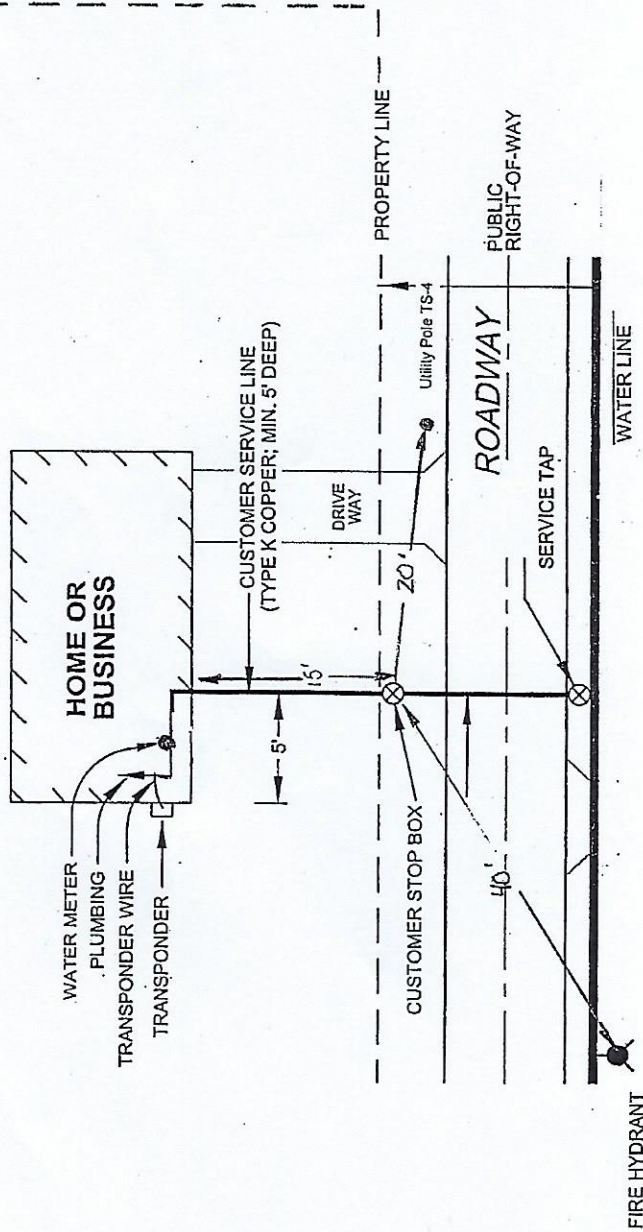 HOME OR
BUSINESS
WATER METER
PLUMBING
TRANSPONDER WIRE
TRANSPONDER
CUSTOMER SERVICE LINE
(TYPE K COPPER; MIN. 5' DEEP)
5'
15'
DRIVE
WAY
PROPERTY LINE
Utility Pole TS-4
20'
CUSTOMER STOP BOX
ROADWAY
PUBLIC
RIGHT-OF-WAY
40'
SERVICE TAP
WATER LINE
FIRE HYDRANT